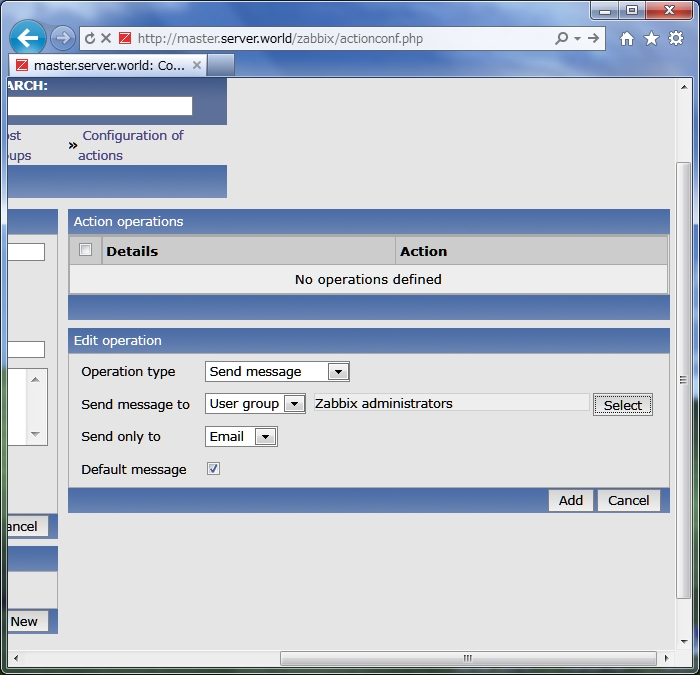 http://master.server.world/zabbix/actionconf.php
master.server.world: Co...
ARCH:
ost
oups
» Configuration of
actions
Action operations
Details Action
No operations defined
Edit operation
Operation type Send message
Send message to User group Zabbix administrators Select
Send only to Email
Default message
Add Cancel
ancel
New